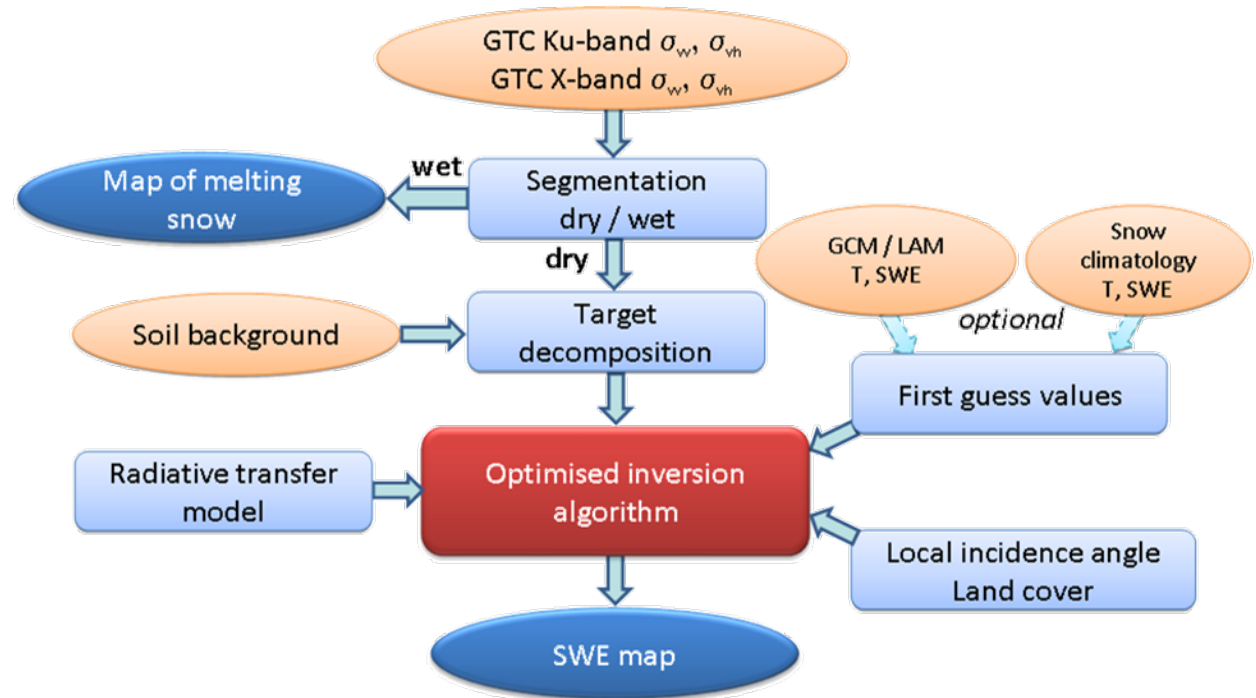 GTC Ku-band σvv, σvh
GTC X-band σvv, σvh
wet
Map of melting
snow
Segmentation
dry / wet
dry
GCM / LAM
T, SWE
Snow
climatology
T, SWE
optional
Soil background
Target
decomposition
First guess values
Radiative transfer
model
Optimised inversion
algorithm
Local incidence angle
Land cover
SWE map